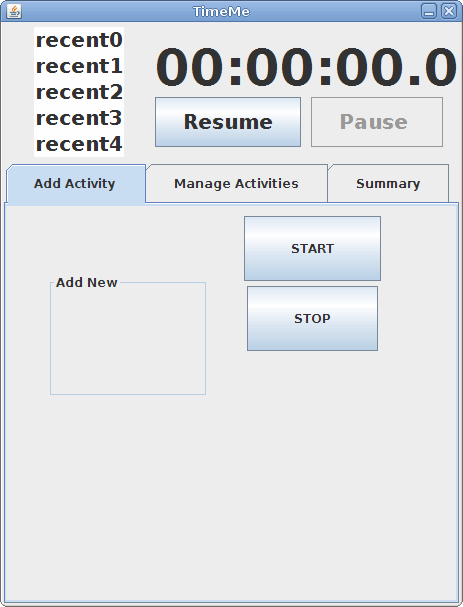 TimeMe
recent0
recent1
recent2
recent3
recent4
00:00:00.0
Resume
Pause
Add Activity
Manage Activities
Summary
START
Add New
STOP